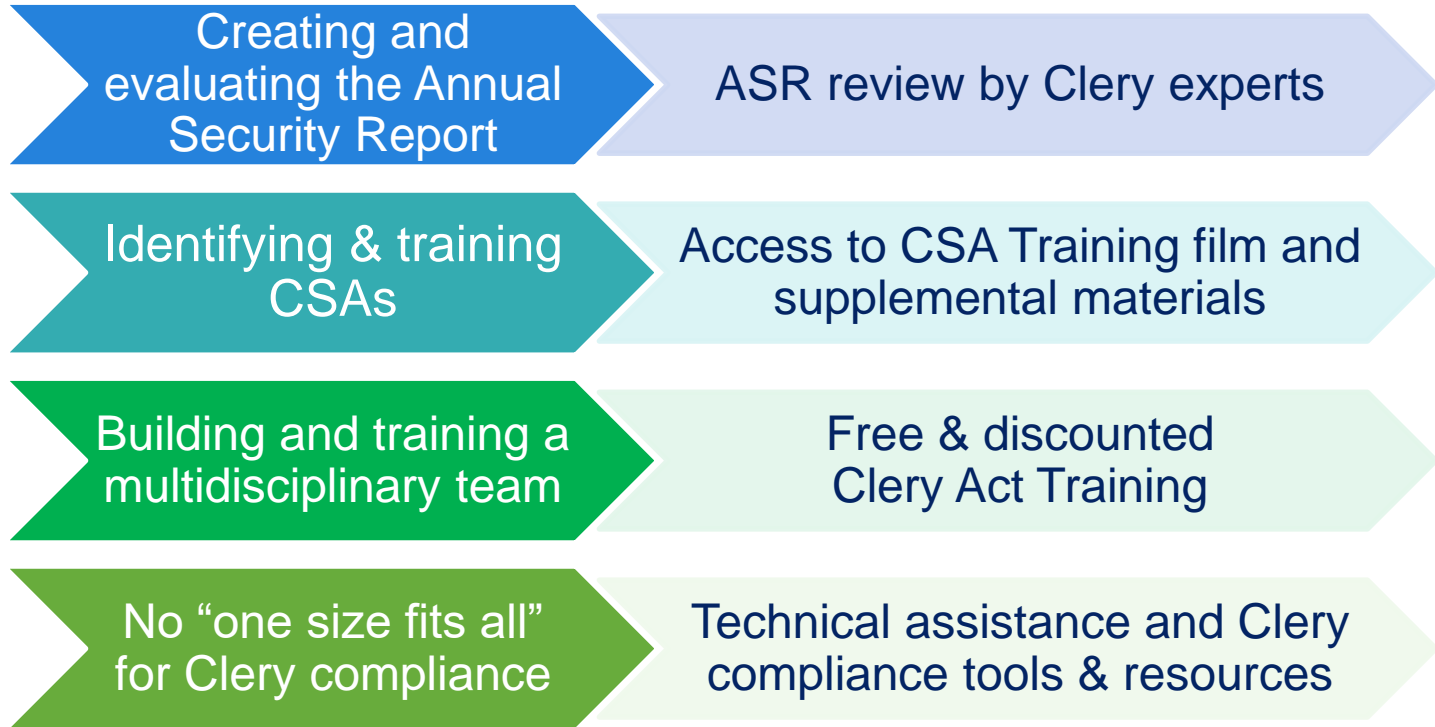 Creating and
evaluating the Annual
Security Report
ASR review by Clery experts
Identifying & training
CSAs
Access to CSA Training film and
supplemental materials
Building and training a
multidisciplinary team
Free & discounted
Clery Act Training
No “one size fits all”
for Clery compliance
Technical assistance and Clery
compliance tools & resources